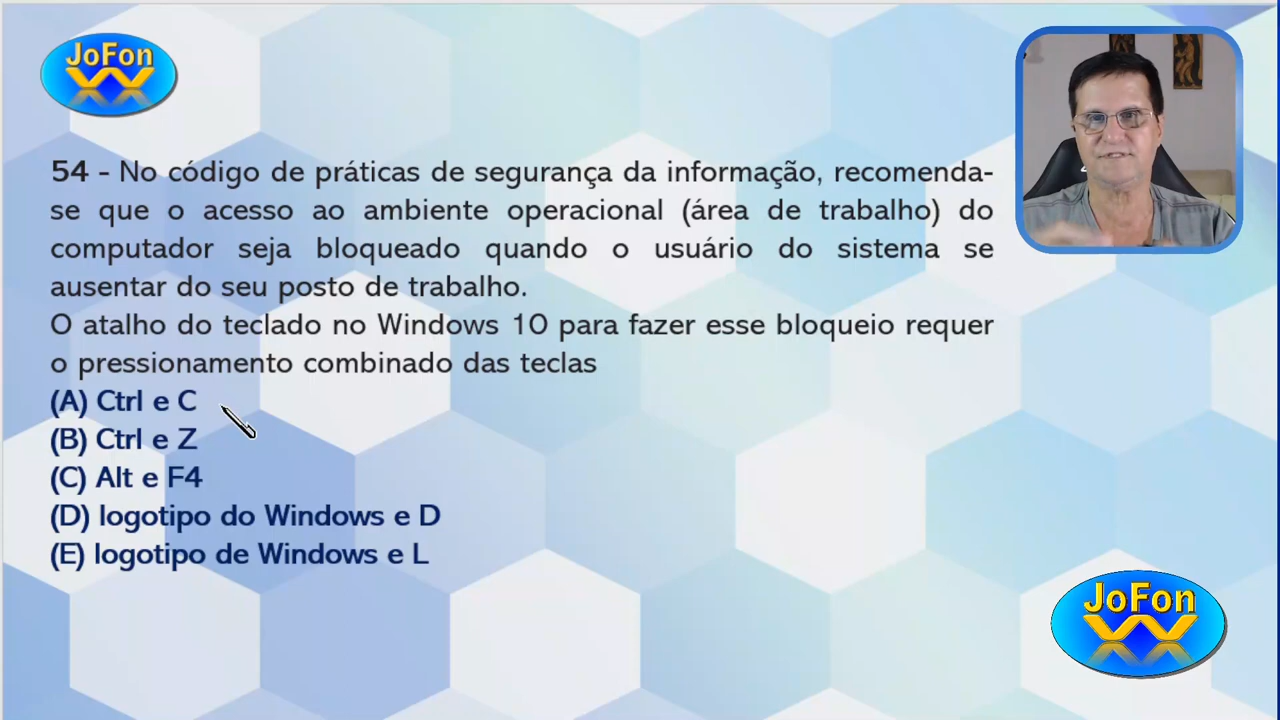 JoFon
54 - No código de práticas de segurança da informação, recomenda-
se que o acesso ao ambiente operacional (área de trabalho) do
computador seja bloqueado quando o usuário do sistema se
ausentar do seu posto de trabalho.
O atalho do teclado no Windows 10 para fazer esse bloqueio requer
o pressionamento combinado das teclas
(A) Ctrl e C
(B) Ctrl e Z
(C) Alt e F4
(D) logotipo do Windows e D
(E) logotipo de Windows e L
JoFon